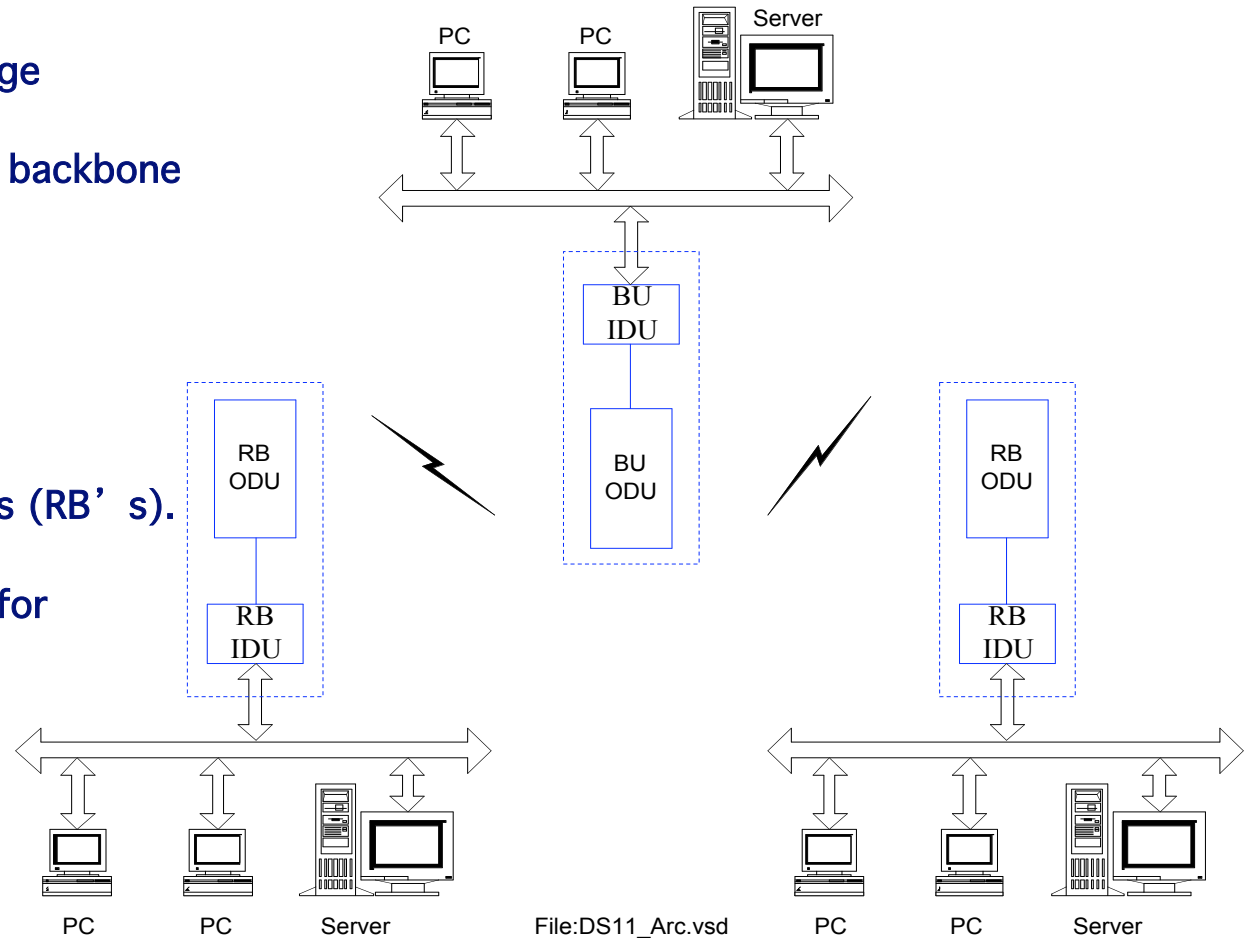 ge
backbone
s (RB’ s).
for
PC
PC
Server
BU
IDU
BU
ODU
RB
ODU
RB
IDU
RB
ODU
RB
IDU
PC
PC
Server
File:DS11_Arc.vsd
PC
PC
Server